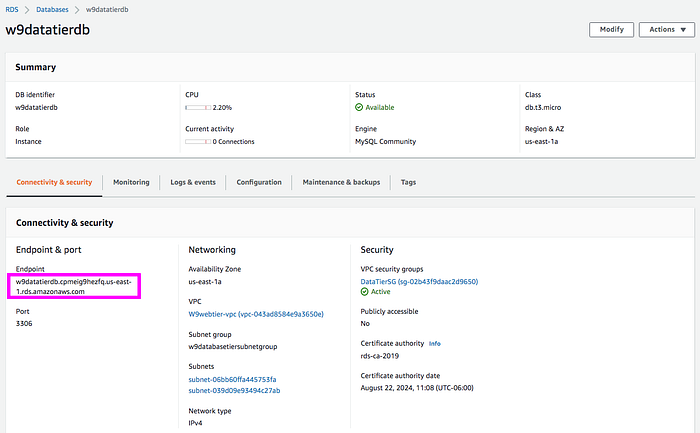 RDS > Databases > w9datatierdb
w9datatierdb
Modify
Actions ▼
Summary
DB identifier
w9datatierdb
CPU
2.20%
Status
Available
Class
db.t3.micro
Role
Instance
Current activity
0 Connections
Engine
MySQL Community
Region & AZ
us-east-1a
Connectivity & security
Monitoring
Logs & events
Configuration
Maintenance & backups
Tags
Connectivity & security
Endpoint & port
Endpoint
w9datatierdb.cpmeig9hezfq.us-east-
1.rds.amazonaws.com
Port
3306
Networking
Availability Zone
us-east-1a
VPC
W9webtier-vpc (vpc-043ad8584e9a3650e)
Subnet group
w9databasetiersubnetgroup
Subnets
subnet-06bb60ffa445753fa
subnet-039d09e93494c27ab
Network type
IPv4
Security
VPC security groups
DataTierSG (sg-02b43f9daac2d9650)
Active
Publicly accessible
No
Certificate authority Info
rds-ca-2019
Certificate authority date
August 22, 2024, 11:08 (UTC-06:00)